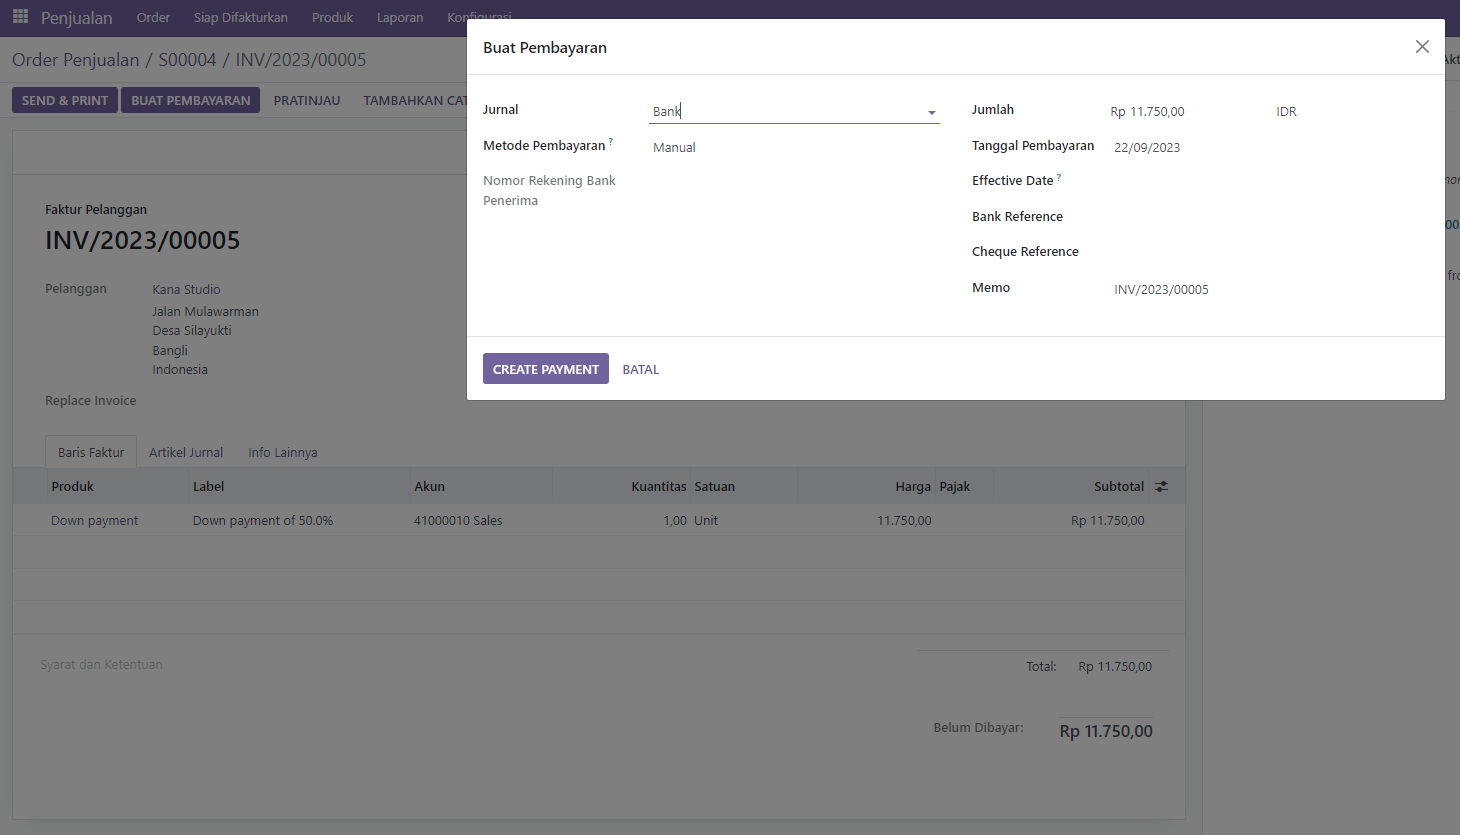 Penjualan Order Siap Difakturkan Produk Laporan Konfigurasi
Order Penjualan / S00004 / INV/2023/00005
SEND & PRINT BUAT PEMBAYARAN PRATINJAU TAMBAHKAN CAT
Buat Pembayaran
Jurnal Bank
Metode Pembayaran ? Manual
Nomor Rekening Bank
Penerima
Jumlah Rp 11.750,00 IDR
Tanggal Pembayaran 22/09/2023
Effective Date ?
Bank Reference
Cheque Reference
Memo INV/2023/00005
CREATE PAYMENT BATAL
Faktur Pelanggan
INV/2023/00005
Pelanggan Kana Studio
Jalan Mulawarman
Desa Silayukti
Bangli
Indonesia
Replace Invoice
Baris Faktur Artikel Jurnal Info Lainnya
Produk Label Akun Kuantitas Satuan Harga Pajak Subtotal
Down payment Down payment of 50.0% 41000010 Sales 1,00 Unit 11.750,00 Rp 11.750,00
Syarat dan Ketentuan
Total: Rp 11.750,00
Belum Dibayar: Rp 11.750,00